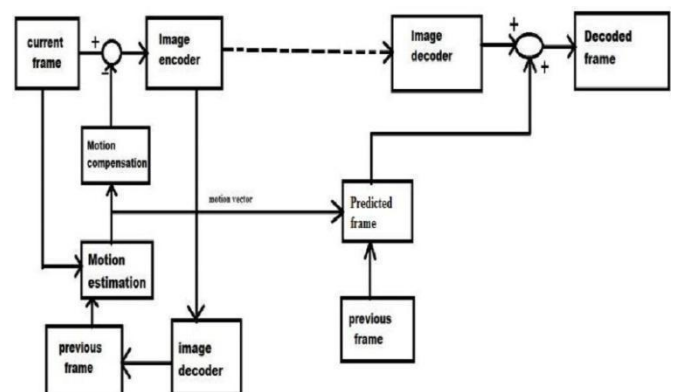 current
frame
+
−
Image
encoder
Image
decoder
+
+
Decoded
frame
Motion
compensation
motion vector
Predicted
frame
Motion
estimation
previous
frame
image
decoder
previous
frame